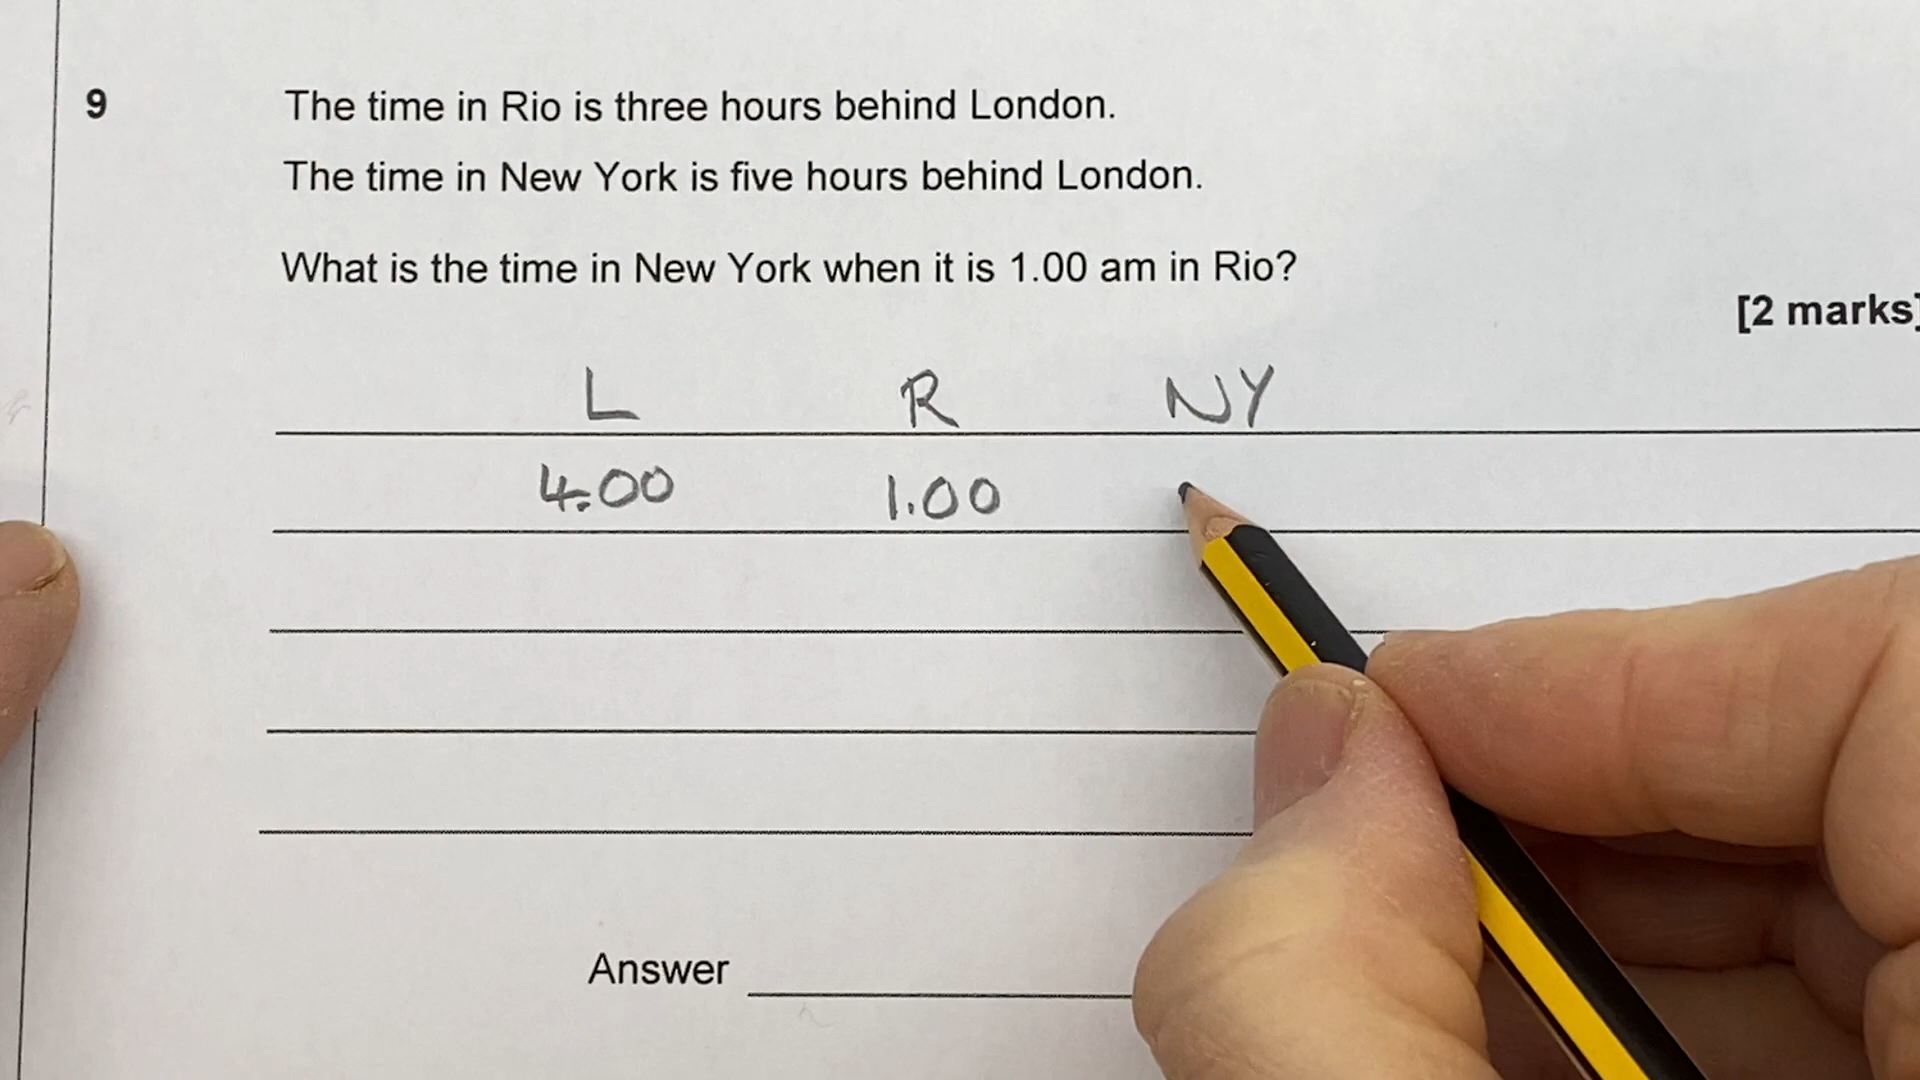 9 The time in Rio is three hours behind London.
The time in New York is five hours behind London.
What is the time in New York when it is 1.00 am in Rio?
[2 marks]
L R NY
4.00 1.00
Answer